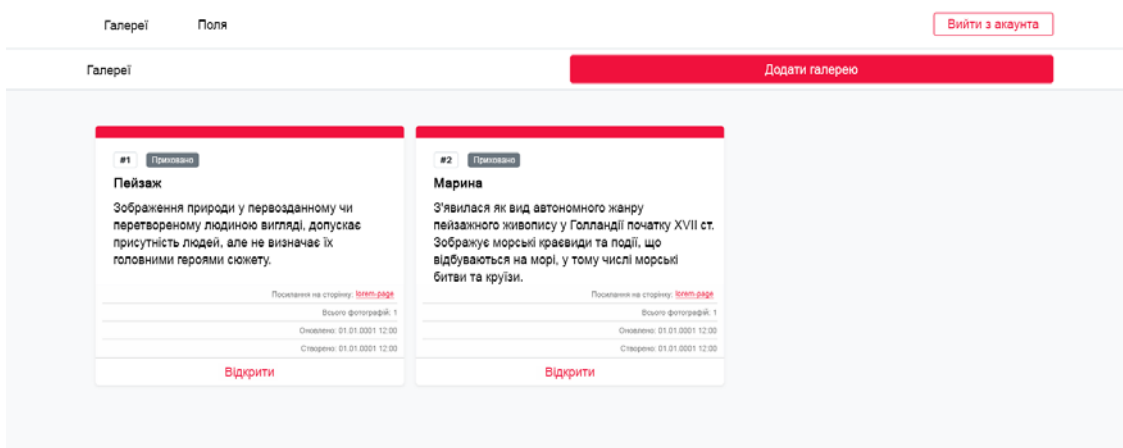 Галереї Поля Вийти з акаунта
Галереї Додати галерею
#1 Приховано
Пейзаж
Зображення природи у первозданному чи
перетвореному людиною вигляді, допускає
присутність людей, але не визначає їх
головними героями сюжету.
Посилання на сторінку: lorem-page
Всього фотографій: 1
Оновлено: 01.01.0001 12:00
Створено: 01.01.0001 12:00
Відкрити
#2 Приховано
Марина
З'явилася як вид автономного жанру
пейзажного живопису у Голландії початку XVII ст.
Зображує морські краєвиди та події, що
відбуваються на морі, у тому числі морські
битви та круїзи.
Посилання на сторінку: lorem-page
Всього фотографій: 1
Оновлено: 01.01.0001 12:00
Створено: 01.01.0001 12:00
Відкрити